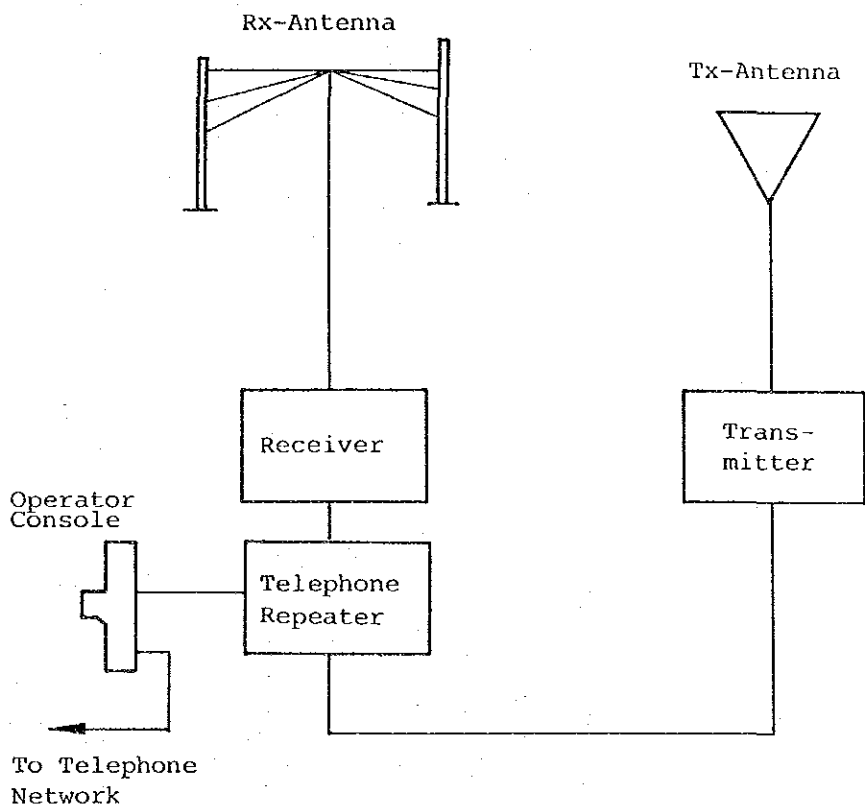 Rx-Antenna
Tx-Antenna
Receiver
Trans-
mitter
Operator
Console
Telephone
Repeater
To Telephone
Network